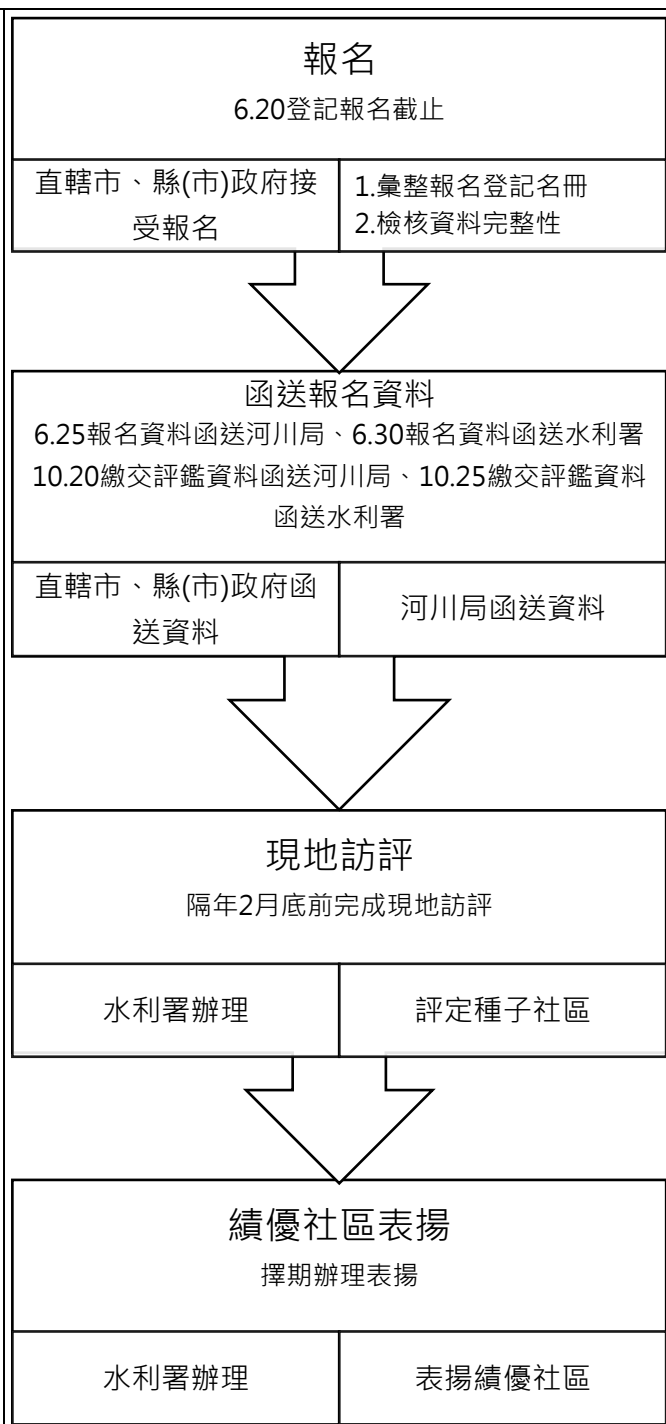 報名
6.20登記報名截止
直轄市、縣(市)政府接
受報名
1.彙整報名登記名冊
2.檢核資料完整性
函送報名資料
6.25報名資料函送河川局、6.30報名資料函送水利署
10.20繳交評鑑資料函送河川局、10.25繳交評鑑資料
函送水利署
直轄市、縣(市)政府函
送資料
河川局函送資料
現地訪評
隔年2月底前完成現地訪評
水利署辦理
評定種子社區
績優社區表揚
擇期辦理表揚
水利署辦理
表揚績優社區